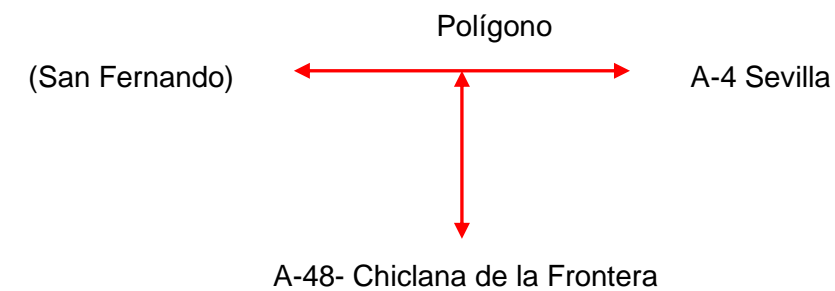 Polígono
(San Fernando)
A-4 Sevilla
A-48- Chiclana de la Frontera